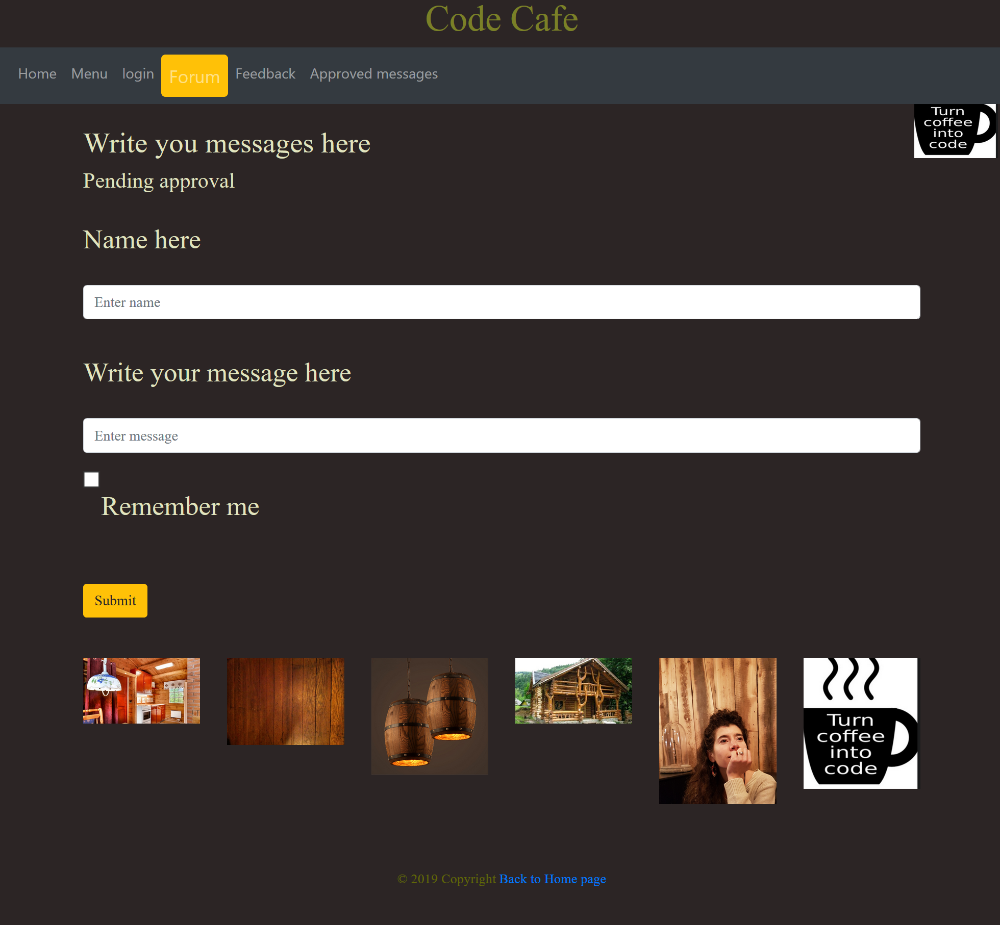 Code Cafe
Home Menu login Forum Feedback Approved messages
Turn
coffee
into
code
Write you messages here
Pending approval
Name here
Enter name
Write your message here
Enter message
Remember me
Submit
Turn
coffee
into
code
© 2019 Copyright Back to Home page